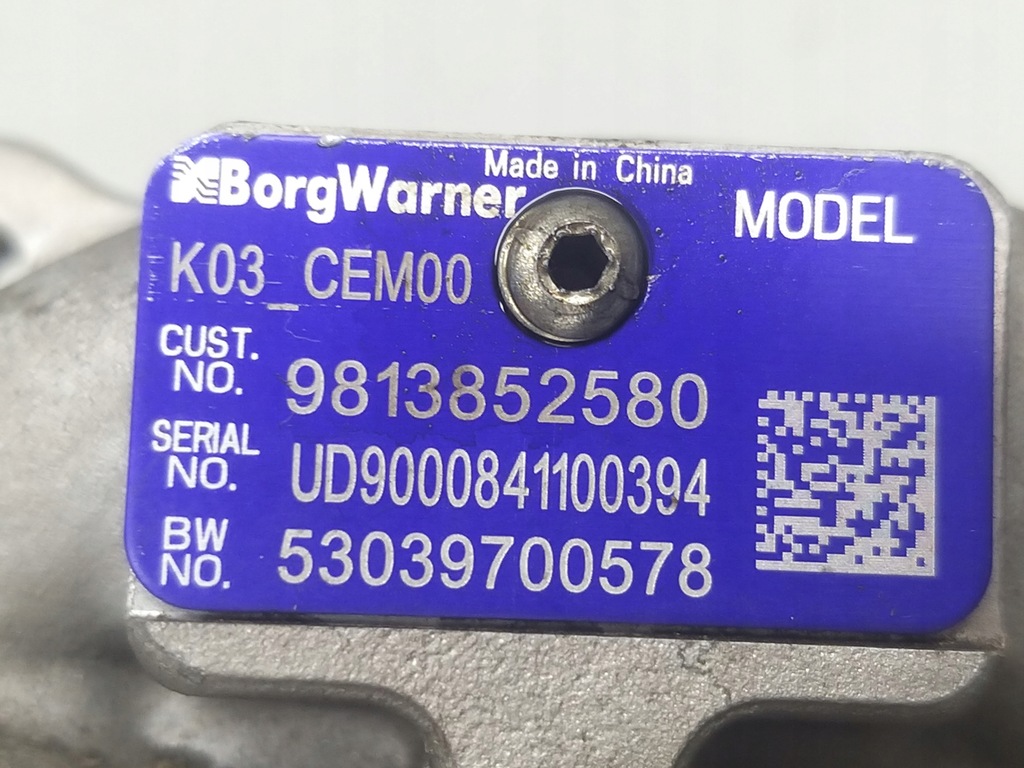 Made in China
BorgWarner
MODEL
K03_CEM00
CUST. NO. 9813852580
SERIAL NO. UD9000841100394
BW NO. 53039700578